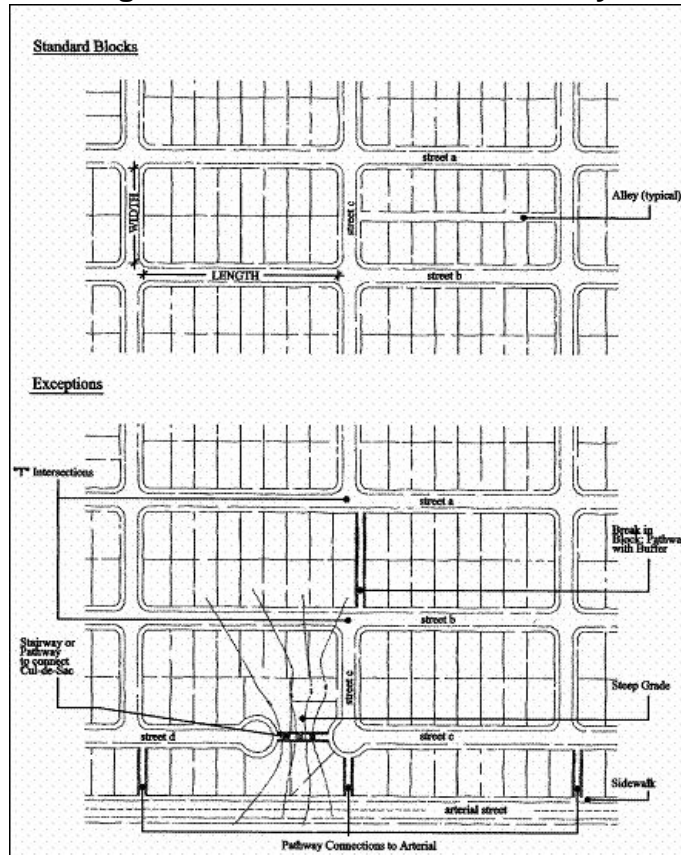 Standard Blocks
street a
WIDTH
street c
Alley (typical)
LENGTH
street b
Exceptions
"T" Intersections
street a
Break in
Block: Pathway
with Buffer
street b
Stairway or
Pathway
to connect
Cul-de-Sac
street c
Steep Grade
street d
street c
Sidewalk
arterial street
Pathway Connections to Arterial